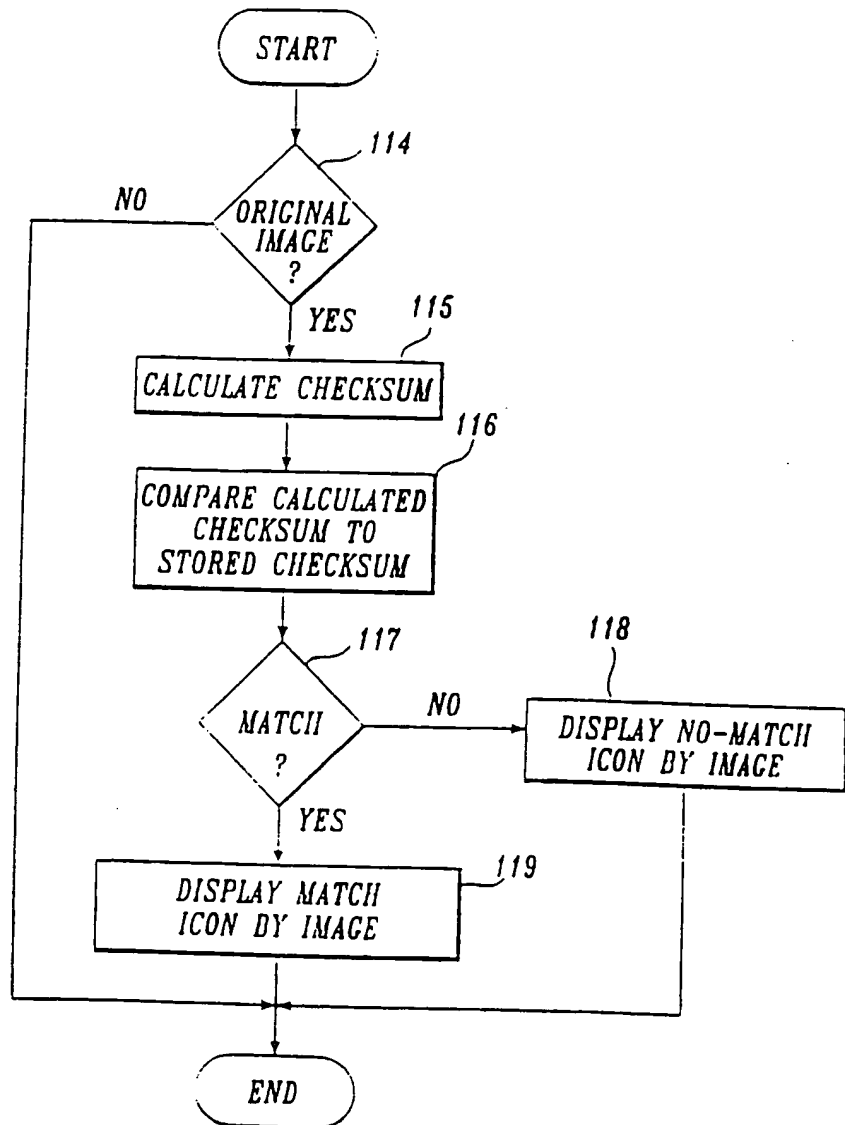 START
114
NO
ORIGINAL
IMAGE
?
YES
115
CALCULATE CHECKSUM
116
COMPARE CALCULATED
CHECKSUM TO
STORED CHECKSUM
117
118
MATCH
?
NO
DISPLAY NO-MATCH
ICON BY IMAGE
YES
119
DISPLAY MATCH
ICON BY IMAGE
END